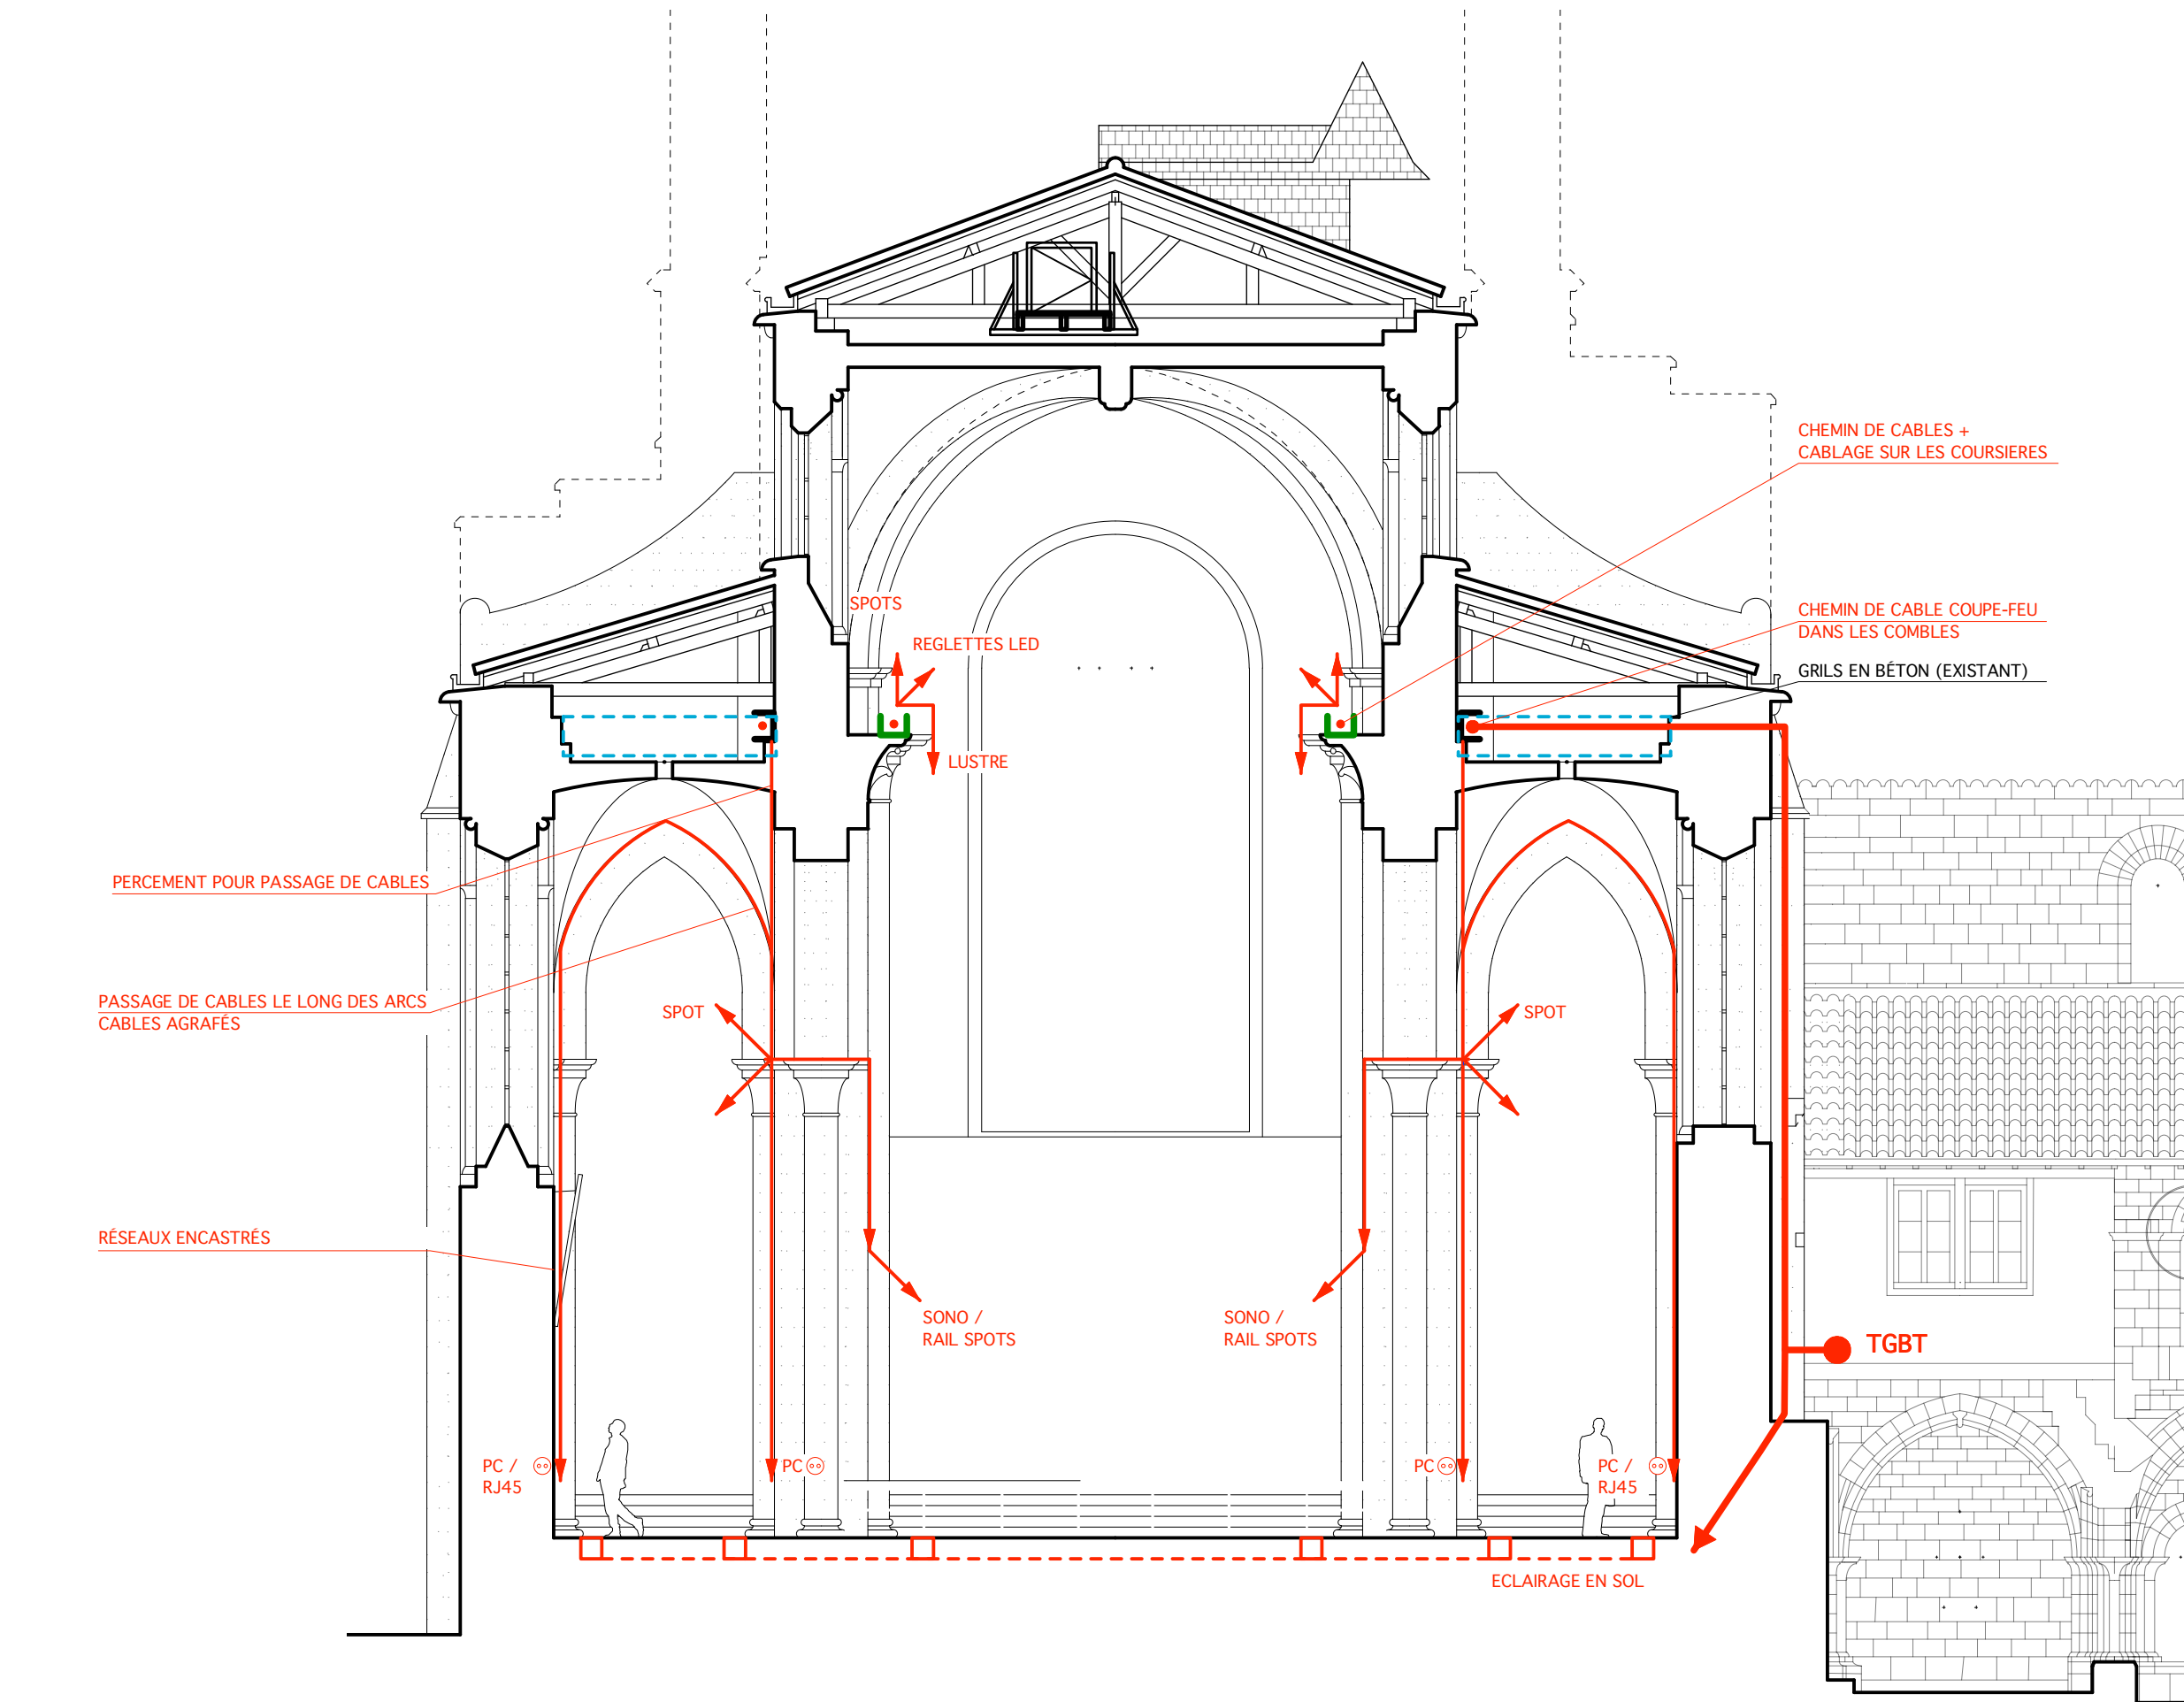 CHEMIN DE CABLES +
CABLAGE SUR LES COURSIERES
SPOTS
REGLETTES LED
CHEMIN DE CABLE COUPE-FEU
DANS LES COMBLES
GRILS EN BÉTON (EXISTANT)
LUSTRE
PERCEMENT POUR PASSAGE DE CABLES
PASSAGE DE CABLES LE LONG DES ARCS
CABLES AGRAFÉS
SPOT
SPOT
RÉSEAUX ENCASTRÉS
SONO /
RAIL SPOTS
SONO /
RAIL SPOTS
TGBT
PC /
RJ45
PC
PC
PC /
RJ45
ECLAIRAGE EN SOL